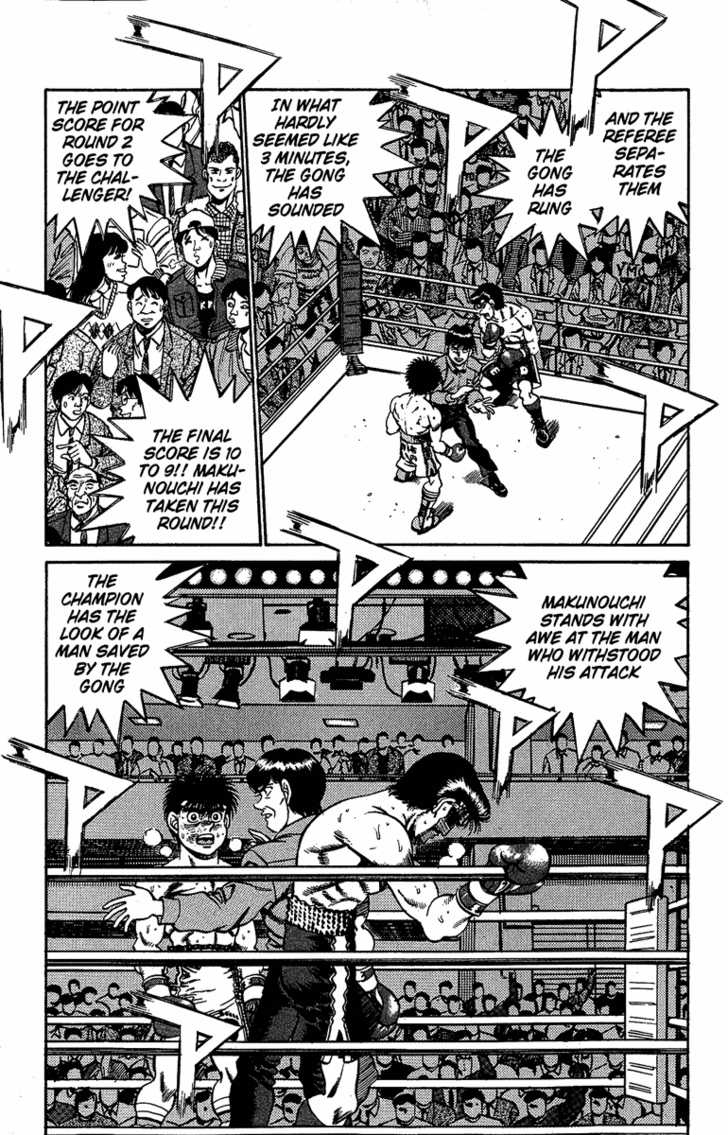 AND THE
REFEREE
SEPA-
RATES
THEM
THE
GONG
HAS
RUNG
IN WHAT
HARDLY
SEEMED LIKE
3 MINUTES,
THE GONG
HAS
SOUNDED
THE POINT
SCORE FOR
ROUND 2
GOES TO
THE CHAL-
LENGER!
THE FINAL
SCORE IS 10
TO 9!! MAKU-
NOUCHI HAS
TAKEN THIS
ROUND!!
MAKUNOUCHI
STANDS WITH
AWE AT THE MAN
WHO WITHSTOOD
HIS ATTACK
THE
CHAMPION
HAS THE
LOOK OF A
MAN SAVED
BY THE
GONG